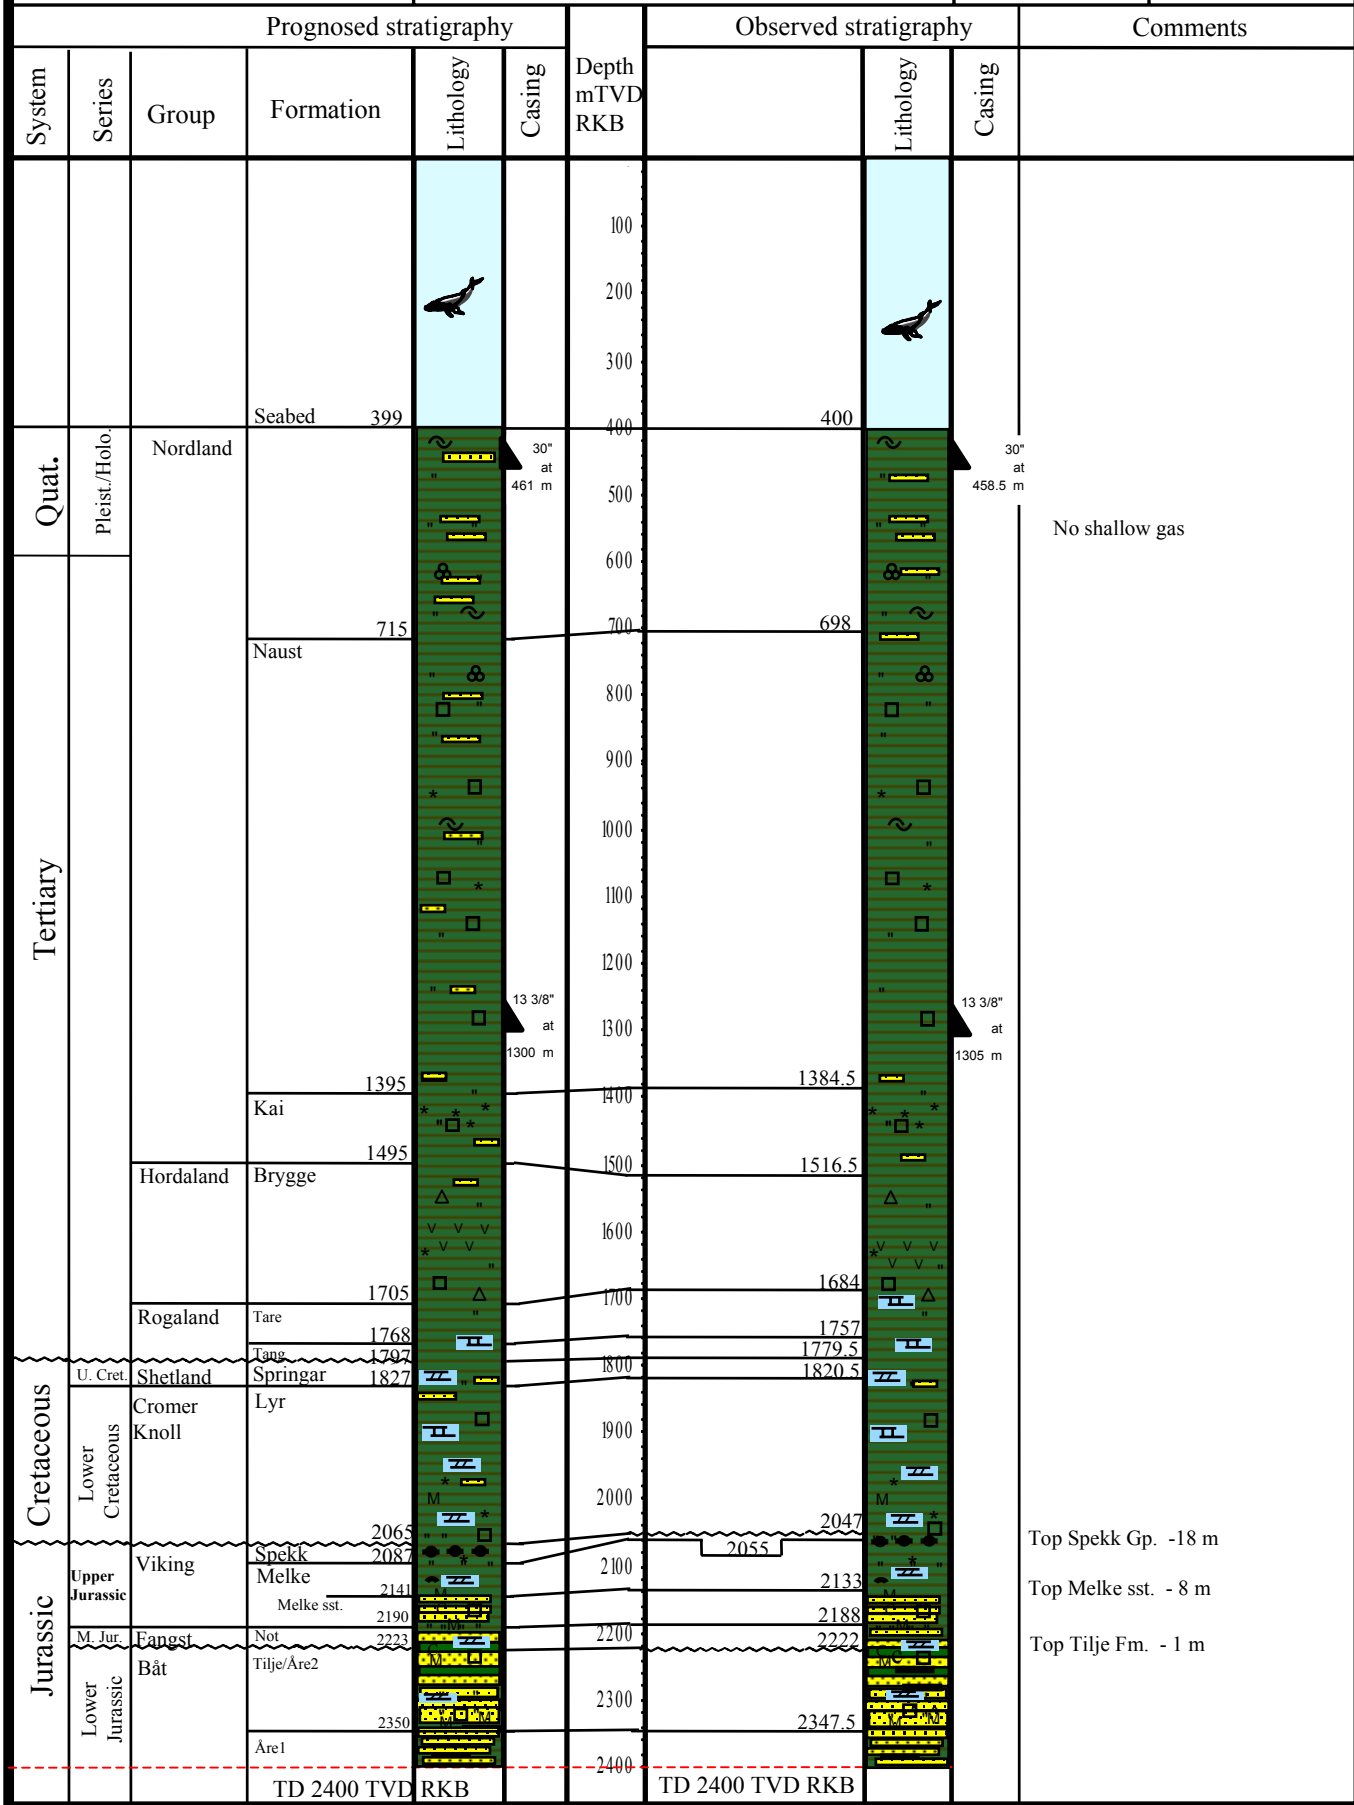 Prognosed stratigraphy
Observed stratigraphy
Comments
System
Series
Group
Formation
Lithology
Casing
Depth
mTVD
RKB
Lithology
Casing
100
200
300
Seabed 399
400
400
Quat.
Pleist./Holo.
Nordland
30"
at
461 m
30"
at
458.5 m
500
No shallow gas
600
715
700
698
Naust
800
900
1000
Tertiary
1100
1200
13 3/8"
at
1300 m
1300
13 3/8"
at
1305 m
1395
1400
1384.5
Kai
1495
1500
1516.5
Hordaland
Brygge
1600
1705
1700
1684
Rogaland
Tare
1768
1757
Tang 1797
1800
1779.5
Cretaceous
U. Cret.
Shetland
Springar
1827
1820.5
Cromer
Knoll
Lyr
1900
Lower
Cretaceous
2000
2065
2047
Top Spekk Gp. -18 m
Jurassic
Viking
Spekk
2087
2055
2100
Upper
Jurassic
Melke
2141
2133
Top Melke sst. - 8 m
Melke sst.
2190
2188
2200
M. Jur.
Fangst
Not
2223
2222
Top Tilje Fm. - 1 m
Båt
Tilje/Åre2
Lower
Jurassic
2300
2350
2347.5
Åre1
2400
TD 2400 TVD RKB
TD 2400 TVD RKB